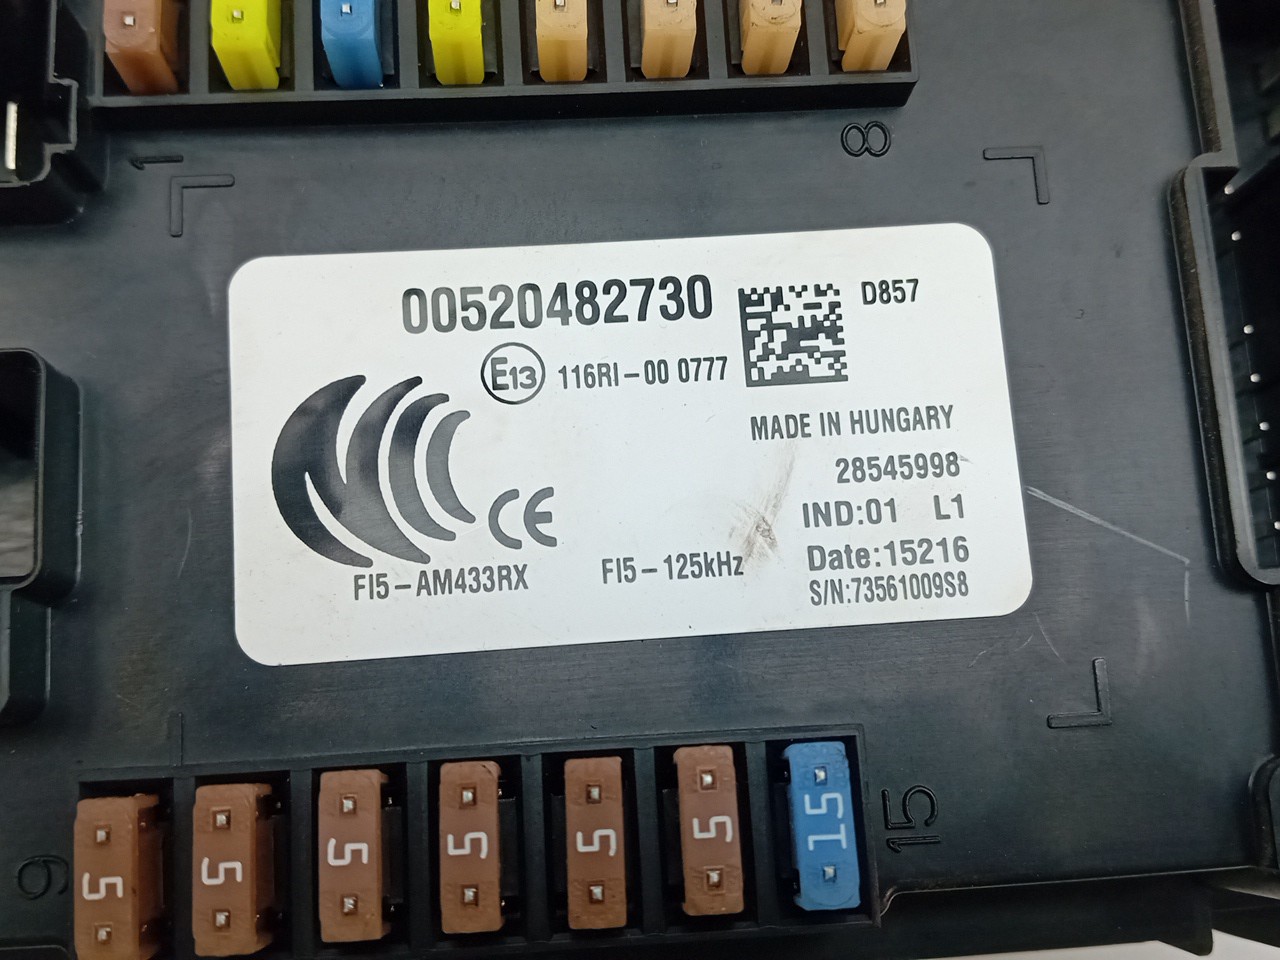 1
8
00520482730
D857
E13
116RI-00 0777
MADE IN HUNGARY
28545998
CE
IND:01 L1
FI5-AM433RX
FI5-125kHz
Date:15216
S/N:73561009S8
9
5
5
5
5
5
5
15
15